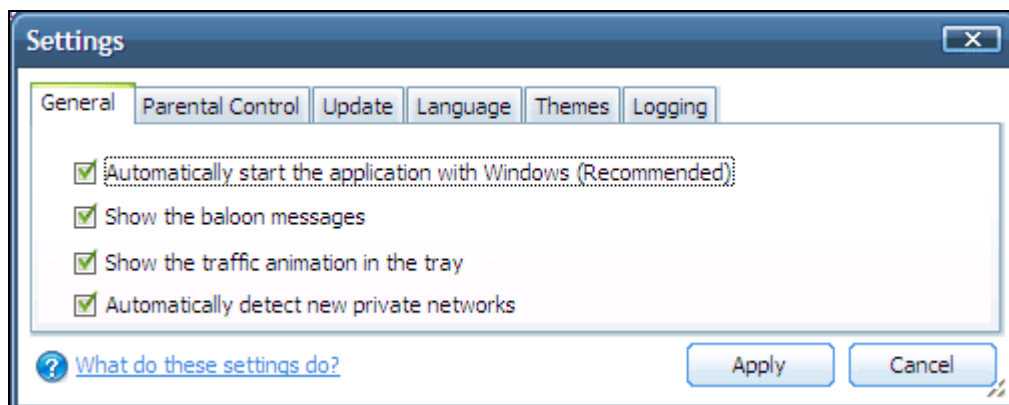 Settings
General Parental Control Update Language Themes Logging
Automatically start the application with Windows (Recommended)
Show the baloon messages
Show the traffic animation in the tray
Automatically detect new private networks
What do these settings do? Apply Cancel